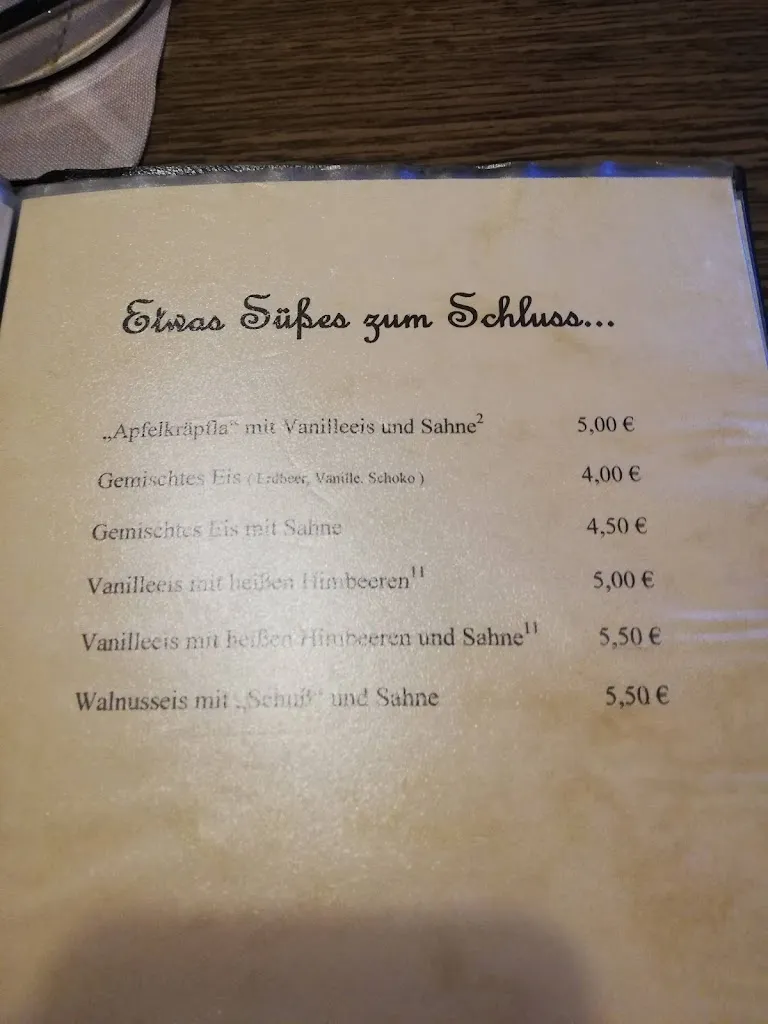 Etwas Süßes zum Schluss...
„Apfelkräpfla“ mit Vanilleeis und Sahne² 5,00 €
Gemischtes Eis ( Erdbeer, Vanille, Schoko ) 4,00 €
Gemischtes Eis mit Sahne 4,50 €
Vanilleeis mit heißen Himbeeren¹¹ 5,00 €
Vanilleeis mit heißen Himbeeren und Sahne¹¹ 5,50 €
Walnusseis mit „Schuß“ und Sahne 5,50 €